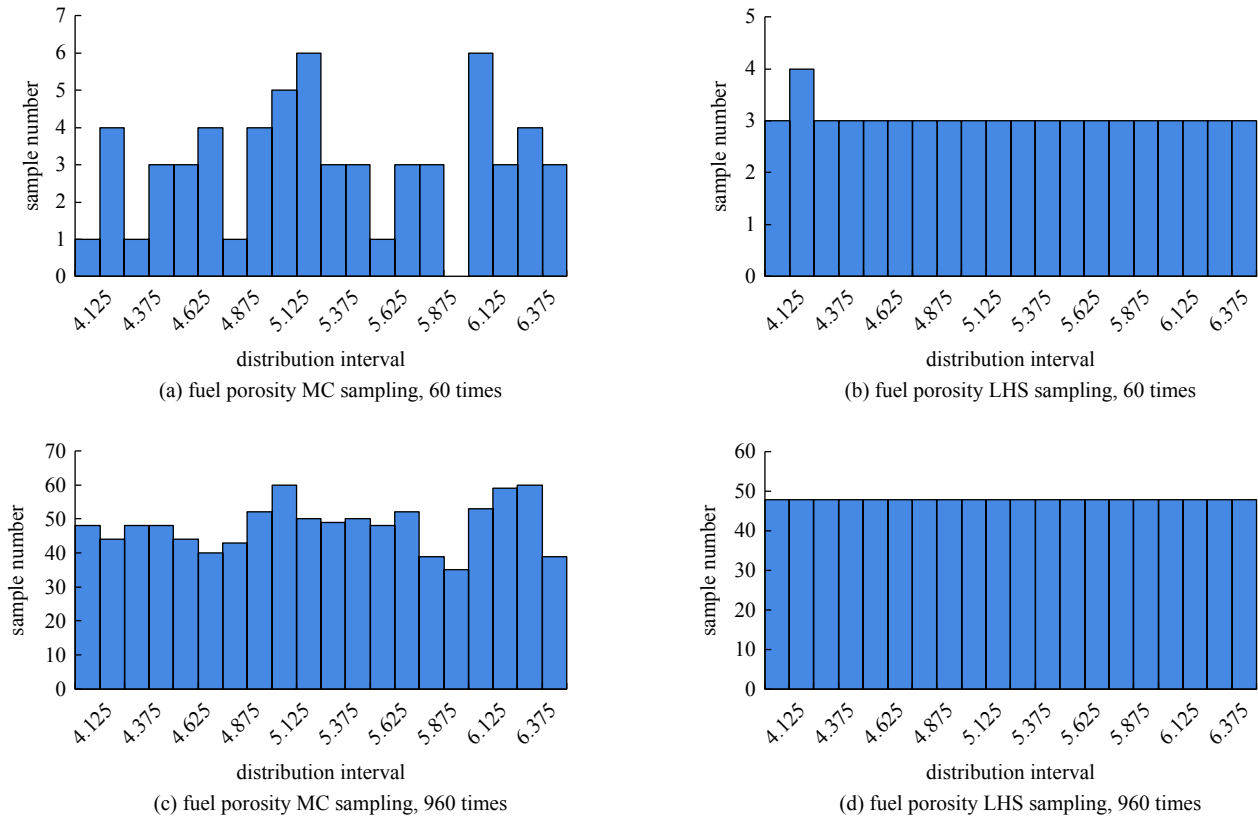 7
6
5
4
3
2
1
0
sample number
4.125 4.375 4.625 4.875 5.125 5.375 5.625 5.875 6.125 6.375
distribution interval
(a) fuel porosity MC sampling, 60 times
5
4
3
2
1
0
sample number
4.125 4.375 4.625 4.875 5.125 5.375 5.625 5.875 6.125 6.375
distribution interval
(b) fuel porosity LHS sampling, 60 times
70
60
50
40
30
20
10
0
sample number
4.125 4.375 4.625 4.875 5.125 5.375 5.625 5.875 6.125 6.375
distribution interval
(c) fuel porosity MC sampling, 960 times
60
50
40
30
20
10
0
sample number
4.125 4.375 4.625 4.875 5.125 5.375 5.625 5.875 6.125 6.375
distribution interval
(d) fuel porosity LHS sampling, 960 times